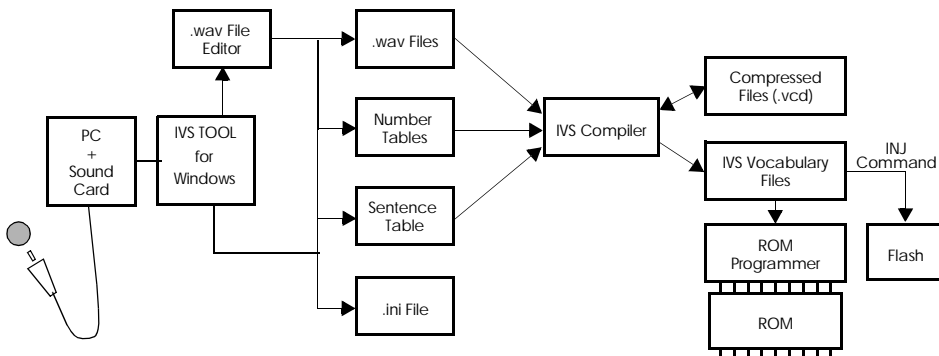 .wav File
Editor
.wav Files
Number
Tables
Sentence
Table
.ini File
PC
+
Sound
Card
IVS TOOL
for
Windows
IVS Compiler
Compressed
Files (.vcd)
IVS Vocabulary
Files
INJ
Command
ROM
Programmer
Flash
ROM